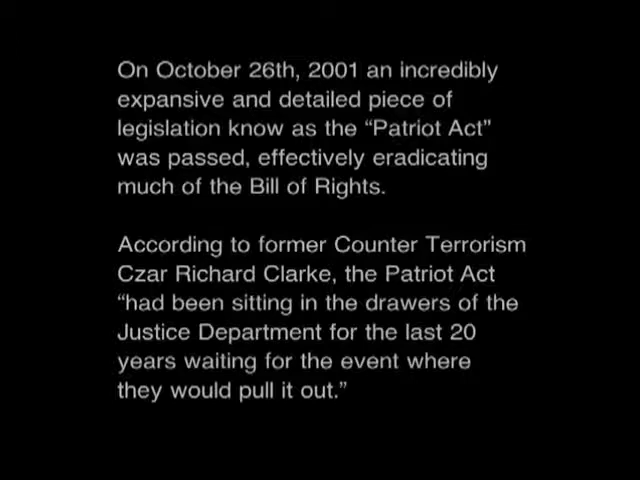 On October 26th, 2001 an incredibly
expansive and detailed piece of
legislation know as the “Patriot Act”
was passed, effectively eradicating
much of the Bill of Rights.
According to former Counter Terrorism
Czar Richard Clarke, the Patriot Act
“had been sitting in the drawers of the
Justice Department for the last 20
years waiting for the event where
they would pull it out.”